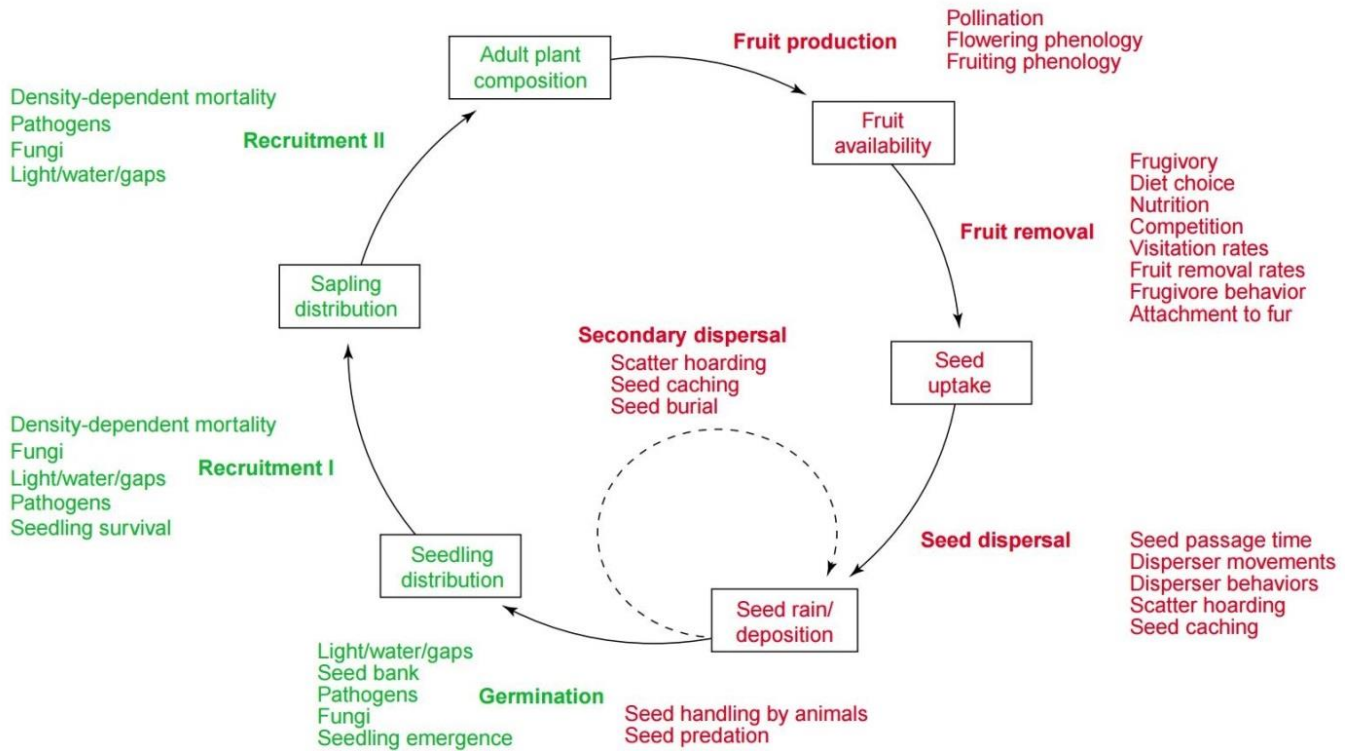 Adult plant
composition
Fruit production
Pollination
Flowering phenology
Fruiting phenology
Fruit
availability
Fruit removal
Frugivory
Diet choice
Nutrition
Competition
Visitation rates
Fruit removal rates
Frugivore behavior
Attachment to fur
Seed
uptake
Seed dispersal
Seed passage time
Disperser movements
Disperser behaviors
Scatter hoarding
Seed caching
Secondary dispersal
Scatter hoarding
Seed caching
Seed burial
Seed rain/
deposition
Germination
Light/water/gaps
Seed bank
Pathogens
Fungi
Seedling emergence
Seed handling by animals
Seed predation
Seedling
distribution
Recruitment I
Density-dependent mortality
Fungi
Light/water/gaps
Pathogens
Seedling survival
Sapling
distribution
Recruitment II
Density-dependent mortality
Pathogens
Fungi
Light/water/gaps